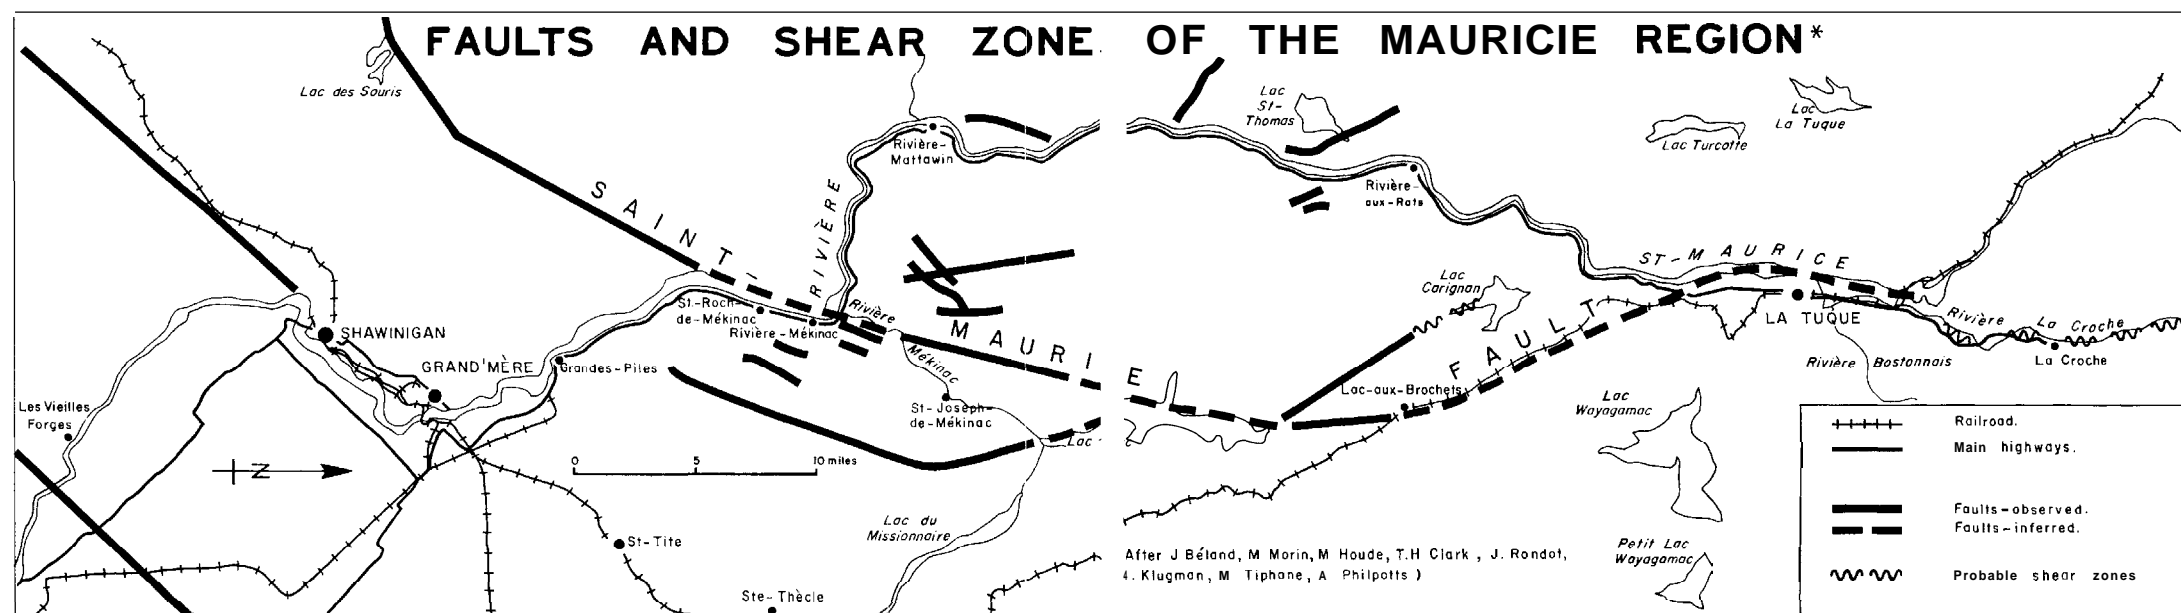 FAULTS AND SHEAR ZONE OF THE MAURICIE REGION*
Lac des Souris
Lac
St-
Thomas
Lac
La Tuque
Lac Turcotte
Rivière-
Mattawin
Rivière-
aux-Rats
SAINT-
MAURIE
FAULT
RIVIÈRE
ST-MAURICE
Lac
Carignan
St-Roch-
de-Mékinac
Rivière-Mékinac
Rivière
Mékinac
LA TUQUE
Rivière La Croche
La Croche
Rivière Bostonnais
SHAWINIGAN
GRAND'MÈRE
Grandes-Piles
Lac-aux-Brochets
St-Joseph-
de-Mékinac
Lac
Les Vieilles
Forges
Lac
Wayagamac
N
0 5 10 miles
Lac du
Missionnaire
St-Tite
Ste-Thècle
Petit Lac
Wayagamac
After J Béland, M Morin, M Houde, T.H Clark , J. Rondot,
4. Klugman, M Tiphane, A Philpotts )
Railroad.
Main highways.
Faults-observed.
Faults-inferred.
Probable shear zones